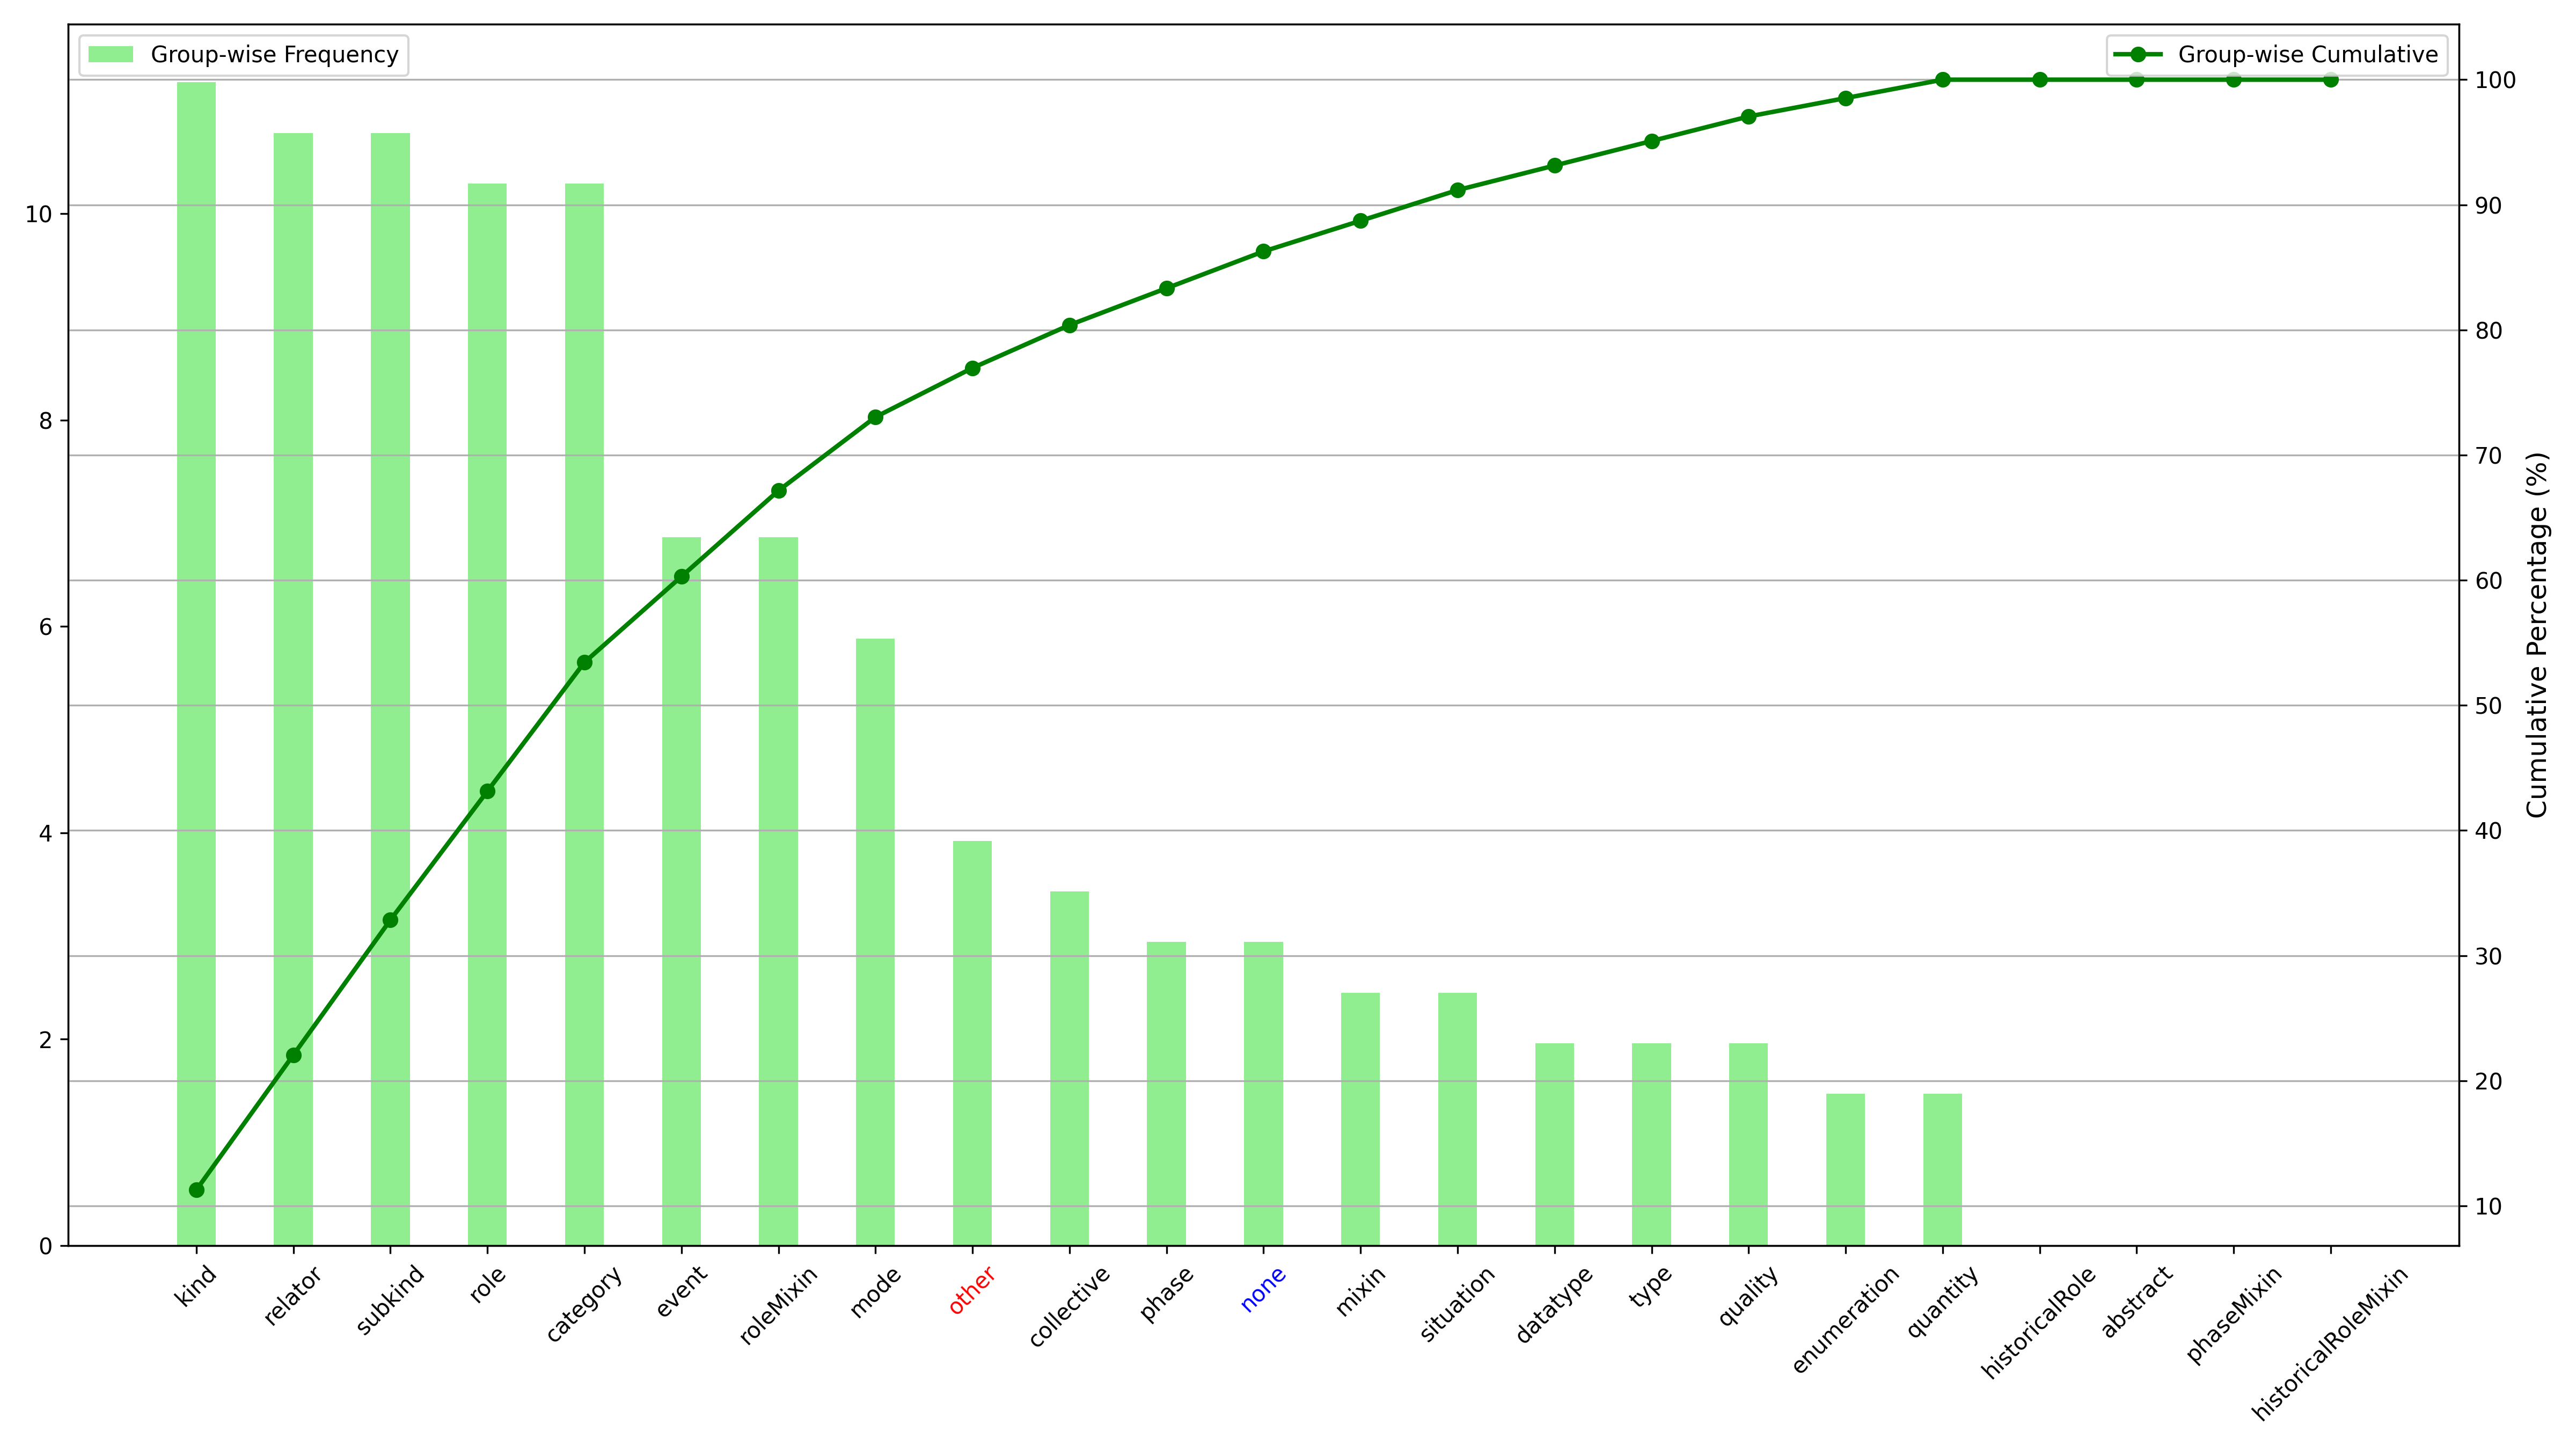 Group-wise Frequency
Group-wise Cumulative
10
8
6
4
2
0
100
90
80
70
60
50
40
30
20
10
Cumulative Percentage (%)
kind
relator
subkind
role
category
event
roleMixin
mode
other
collective
phase
none
mixin
situation
datatype
type
quality
enumeration
quantity
historicalRole
abstract
phaseMixin
historicalRoleMixin